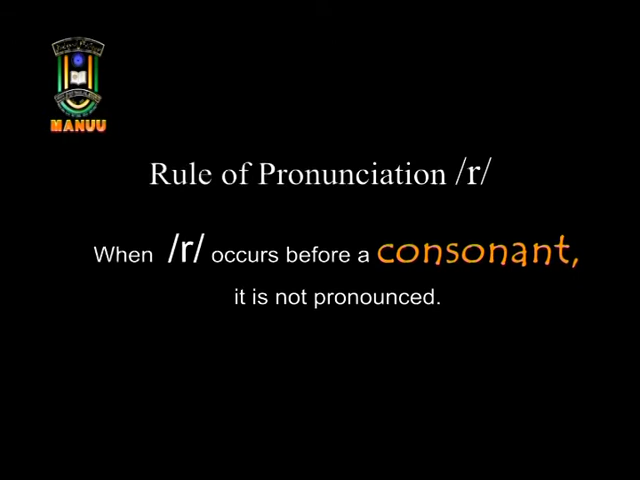 MANUU
Rule of Pronunciation /r/
When /r/ occurs before a consonant,
it is not pronounced.